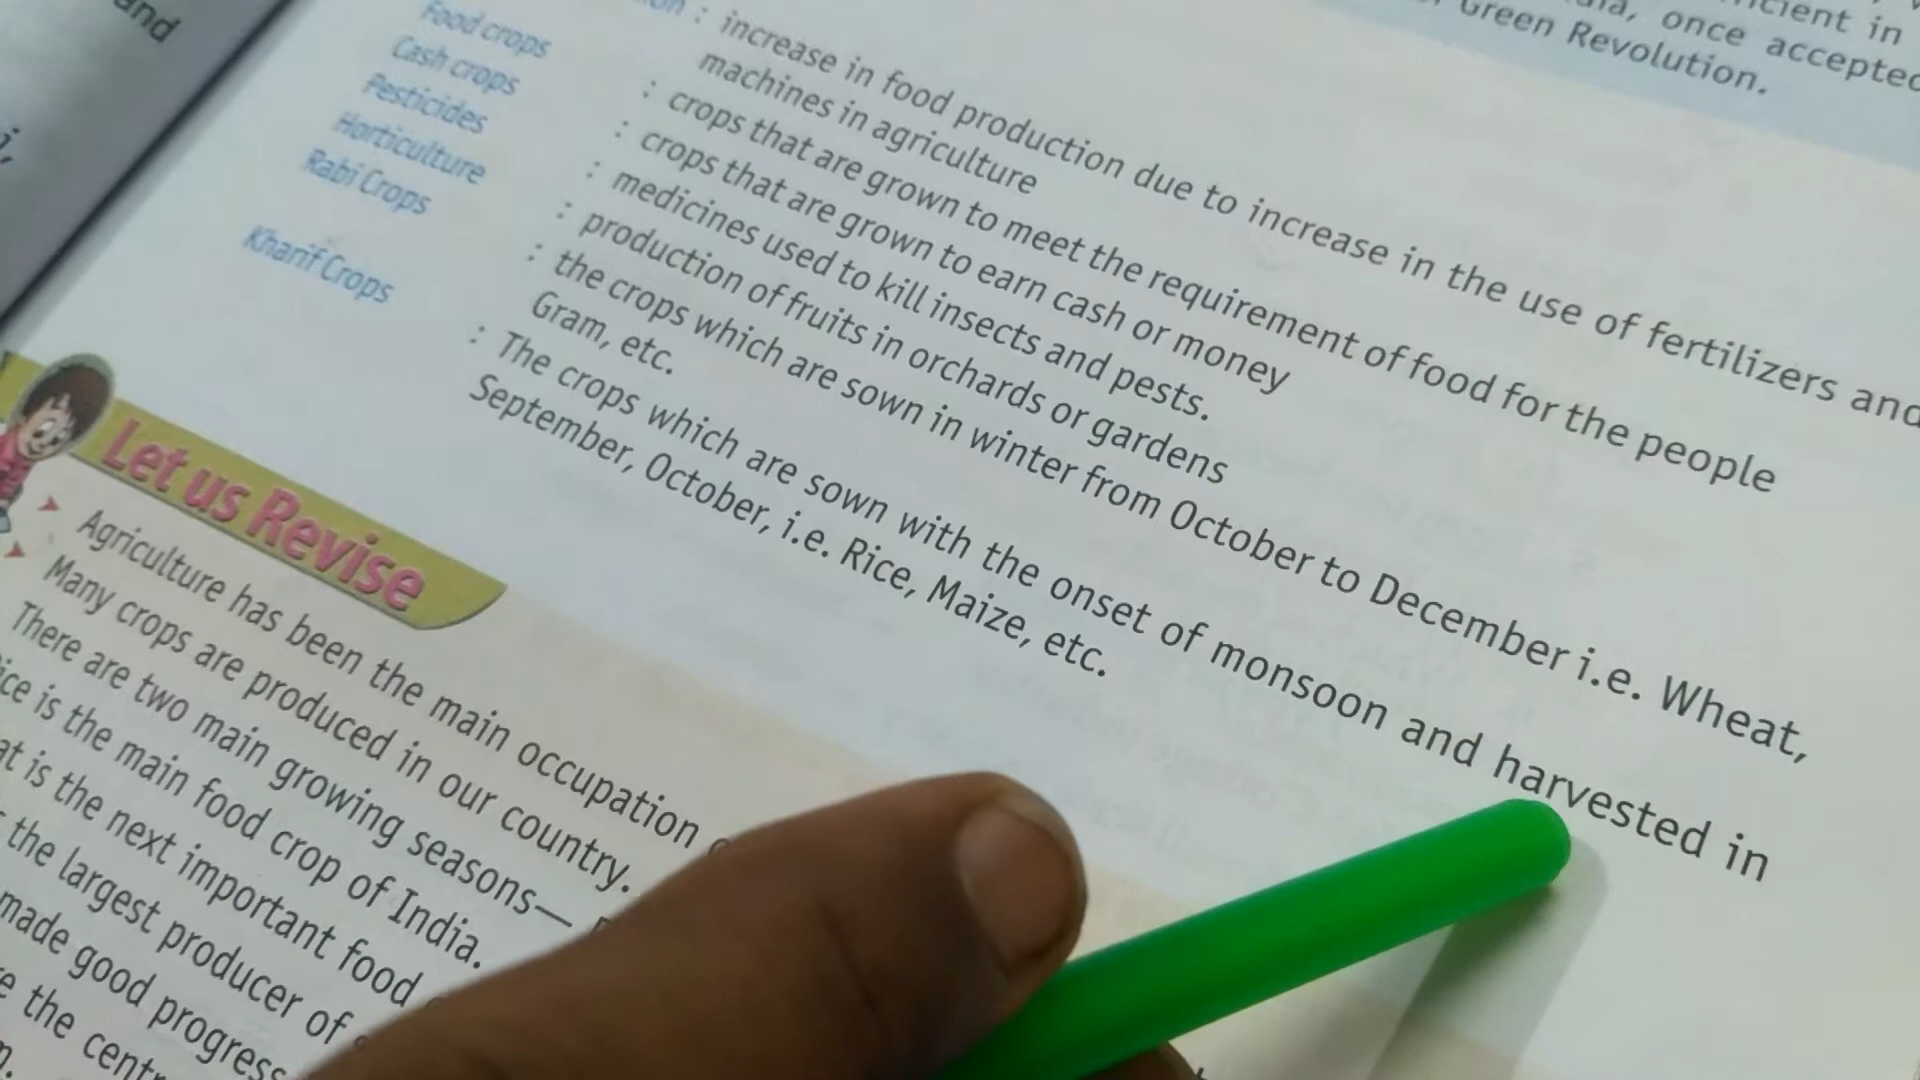 and
cient in
once accepted
Green Revolution.
: increase in food production due to increase in the use of fertilizers and
machines in agriculture
Food crops : crops that are grown to meet the requirement of food for the people
Cash crops : crops that are grown to earn cash or money
Pesticides : medicines used to kill insects and pests.
Horticulture : production of fruits in orchards or gardens
Rabi Crops : the crops which are sown in winter from October to December i.e. Wheat,
Gram, etc.
Kharif Crops : The crops which are sown with the onset of monsoon and harvested in
September, October, i.e. Rice, Maize, etc.
Let us Revise
Agriculture has been the main occupation
Many crops are produced in our country.
There are two main growing seasons—
ice is the main food crop of India.
at is the next important food
the largest producer of
made good progress
the centr